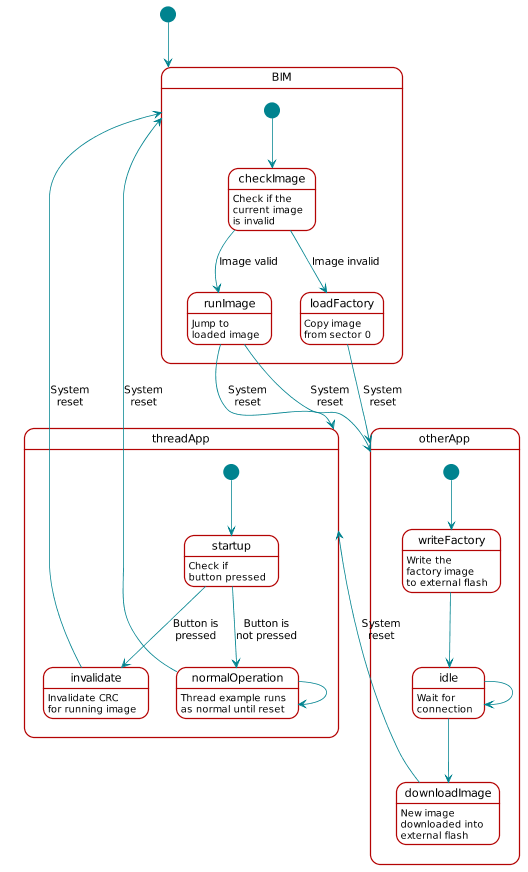 BIM
checkImage
Check if the
current image
is invalid
Image valid
Image invalid
runImage
Jump to
loaded image
loadFactory
Copy image
from sector 0
System
reset
System
reset
System
reset
System
reset
System
reset
threadApp
otherApp
startup
Check if
button pressed
writeFactory
Write the
factory image
to external flash
Button is
pressed
Button is
not pressed
System
reset
invalidate
Invalidate CRC
for running image
normalOperation
Thread example runs
as normal until reset
idle
Wait for
connection
downloadImage
New image
downloaded into
external flash